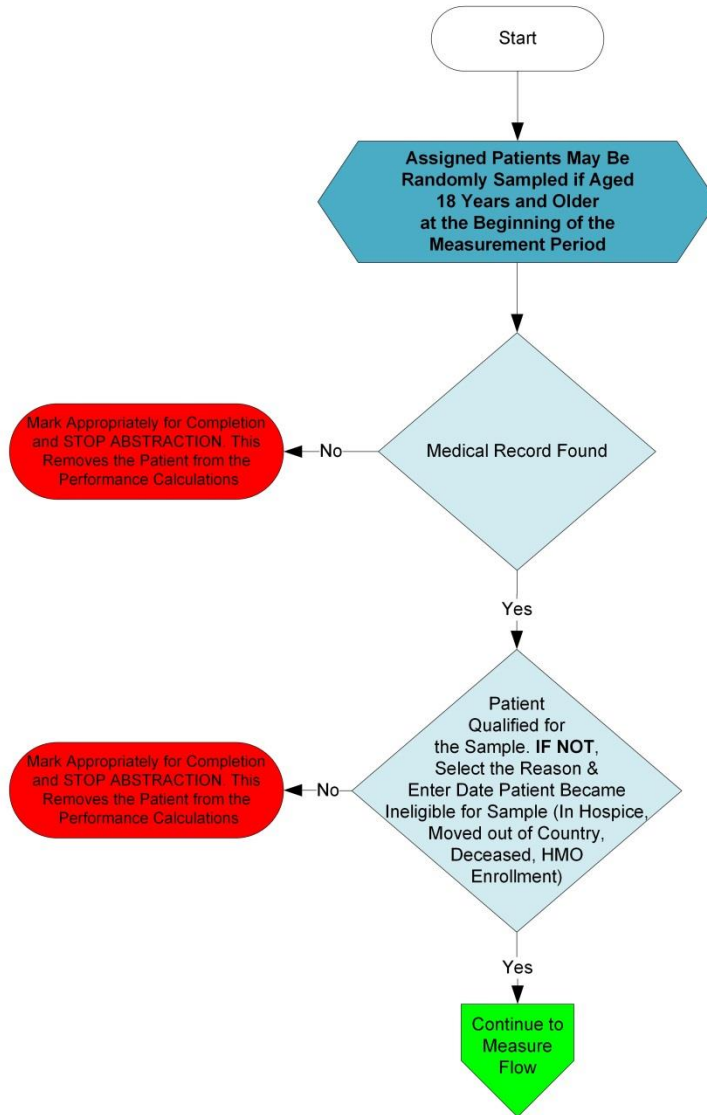 Start
Assigned Patients May Be
Randomly Sampled if Aged
18 Years and Older
at the Beginning of the
Measurement Period
Medical Record Found
No
Mark Appropriately for Completion
and STOP ABSTRACTION. This
Removes the Patient from the
Performance Calculations
Yes
Patient
Qualified for
the Sample. IF NOT,
Select the Reason &
Enter Date Patient Became
Ineligible for Sample (In Hospice,
Moved out of Country,
Deceased, HMO
Enrollment)
No
Mark Appropriately for Completion
and STOP ABSTRACTION. This
Removes the Patient from the
Performance Calculations
Yes
Continue to
Measure
Flow